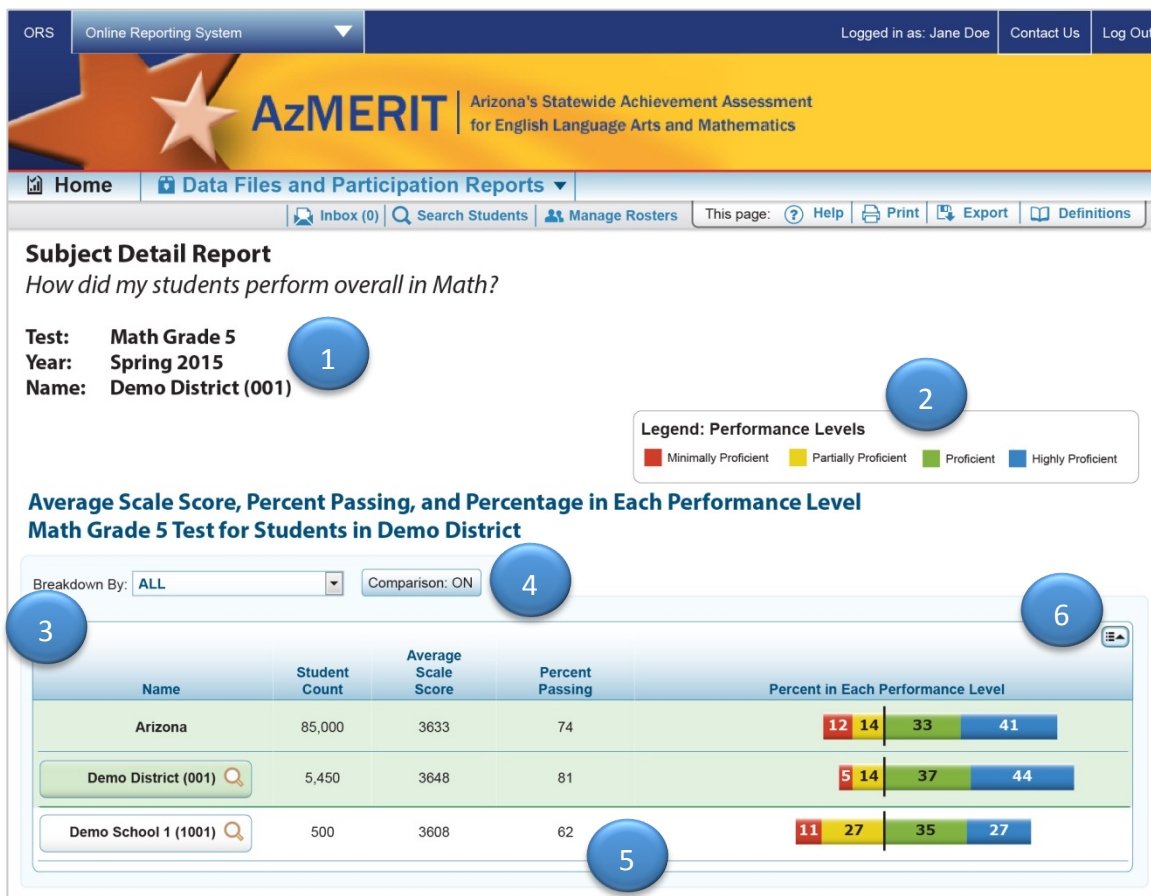 ORS Online Reporting System Logged in as: Jane Doe Contact Us Log Out
AzMERIT Arizona's Statewide Achievement Assessment
for English Language Arts and Mathematics
Home Data Files and Participation Reports
Inbox (0) Search Students Manage Rosters This page: ? Help Print Export Definitions
Subject Detail Report
How did my students perform overall in Math?
Test: Math Grade 5
Year: Spring 2015
Name: Demo District (001)
1
2
Legend: Performance Levels
Minimally Proficient Partially Proficient Proficient Highly Proficient
Average Scale Score, Percent Passing, and Percentage in Each Performance Level
Math Grade 5 Test for Students in Demo District
Breakdown By: ALL Comparison: ON 4
3 6
Name Student Count Average Scale Score Percent Passing Percent in Each Performance Level
Arizona 85,000 3633 74 12 14 33 41
Demo District (001) 5,450 3648 81 5 14 37 44
Demo School 1 (1001) 500 3608 62 11 27 35 27
5